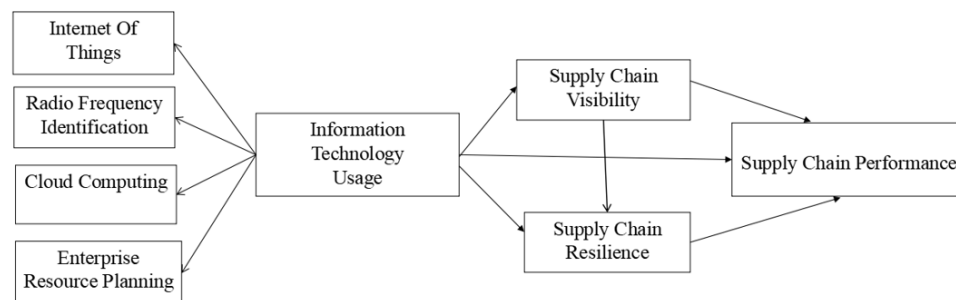 Internet Of
Things
Radio Frequency
Identification
Cloud Computing
Enterprise
Resource Planning
Information
Technology
Usage
Supply Chain
Visibility
Supply Chain
Resilience
Supply Chain Performance